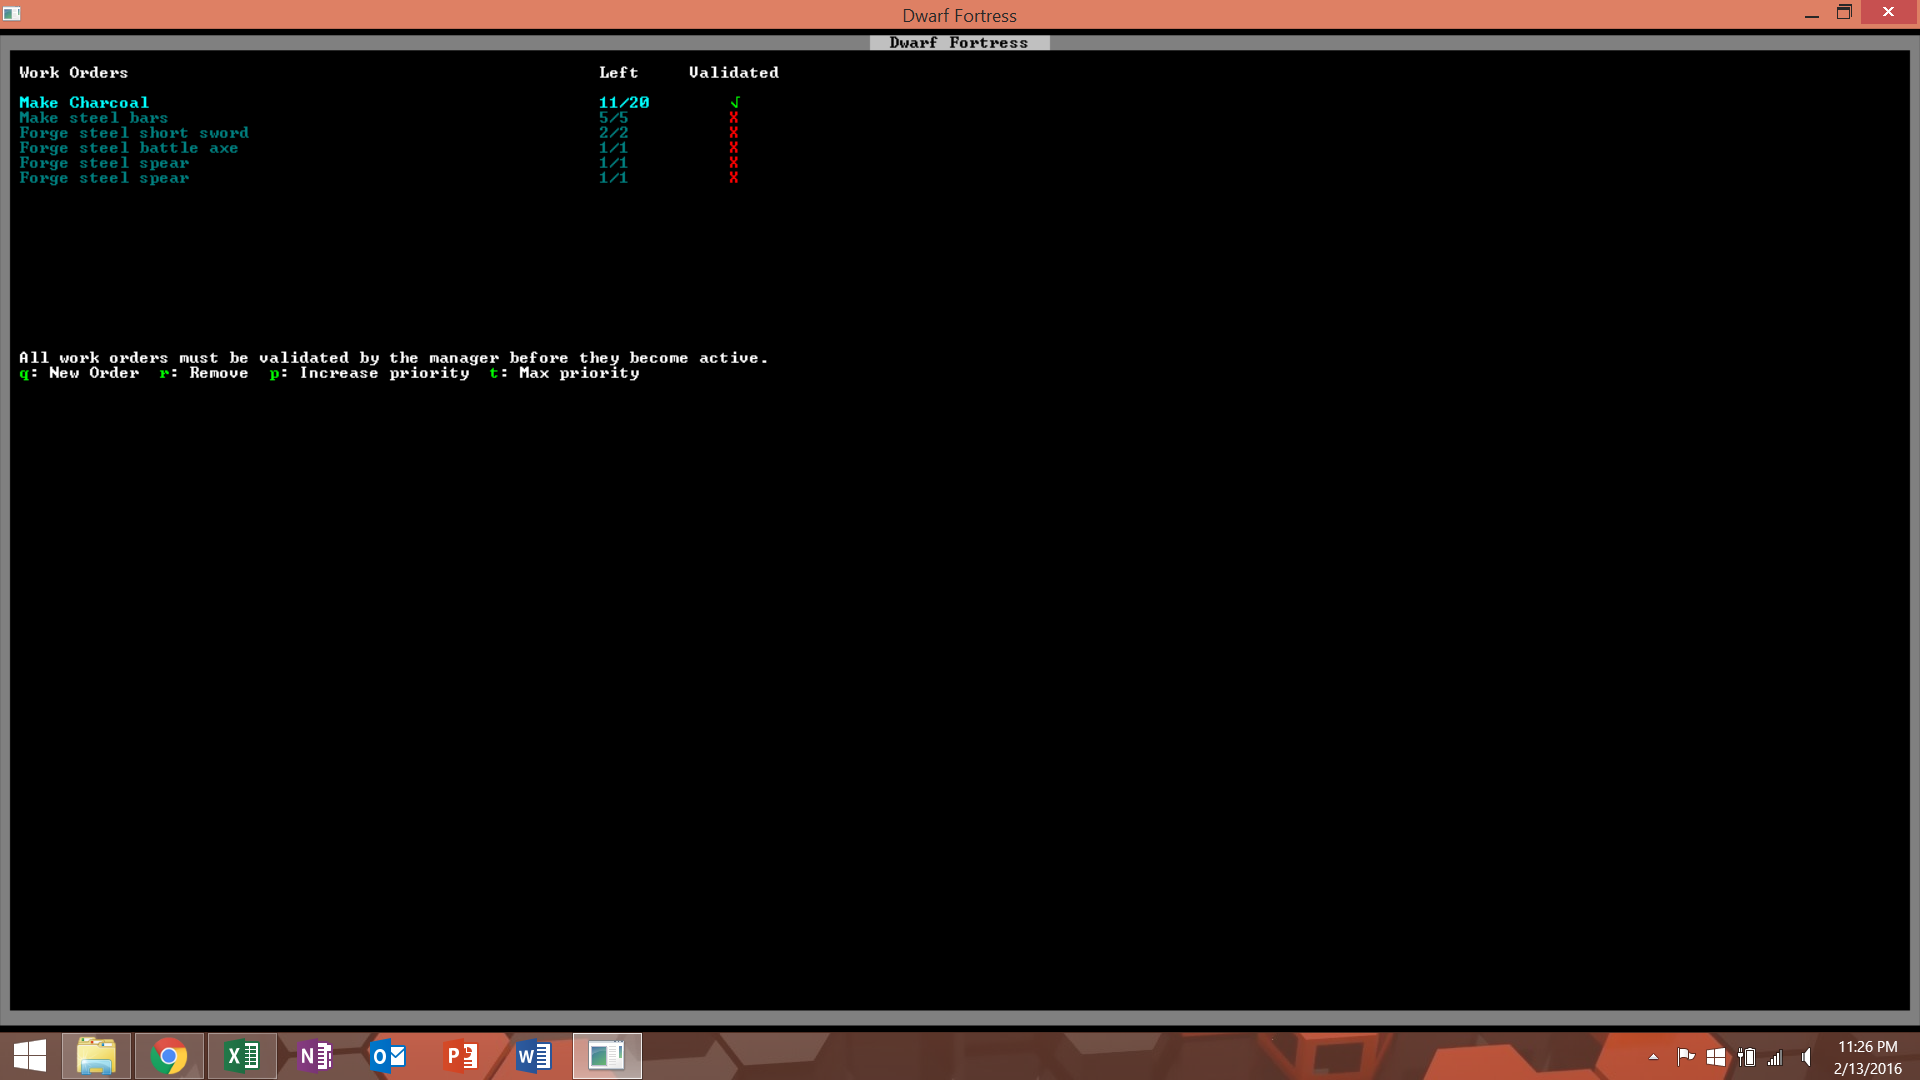 Dwarf Fortress
Dwarf Fortress
Work Orders Left Validated
Make Charcoal 11/20 √
Make steel bars 5/5 X
Forge steel short sword 2/2 X
Forge steel battle axe 1/1 X
Forge steel spear 1/1 X
Forge steel spear 1/1 X
All work orders must be validated by the manager before they become active.
q: New Order r: Remove p: Increase priority t: Max priority
11:26 PM
2/13/2016